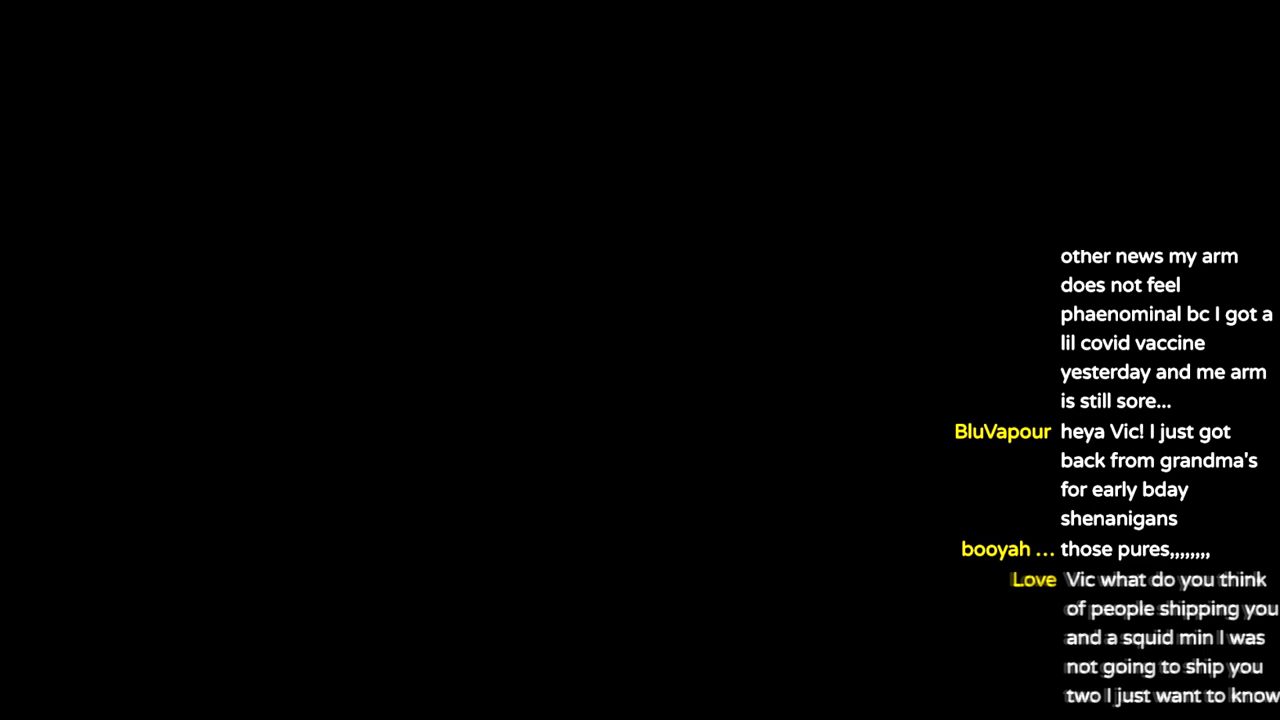 other news my arm
does not feel
phaenominal bc I got a
lil covid vaccine
yesterday and me arm
is still sore...
BluVapour heya Vic! I just got
back from grandma's
for early bday
shenanigans
booyah ... those pures,,,,,,,,
Love Vic what do you think
of people shipping you
and a squid min I was
not going to ship you
two I just want to know